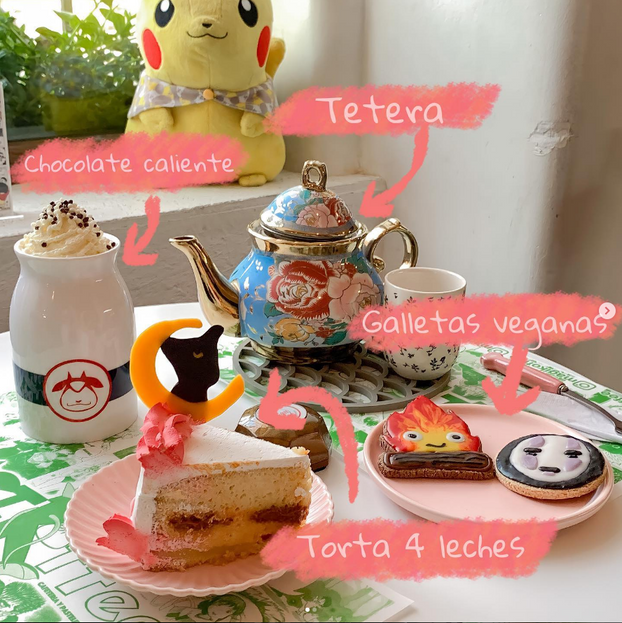 Tetera
Chocolate caliente
Galletas veganas
Torta 4 leches